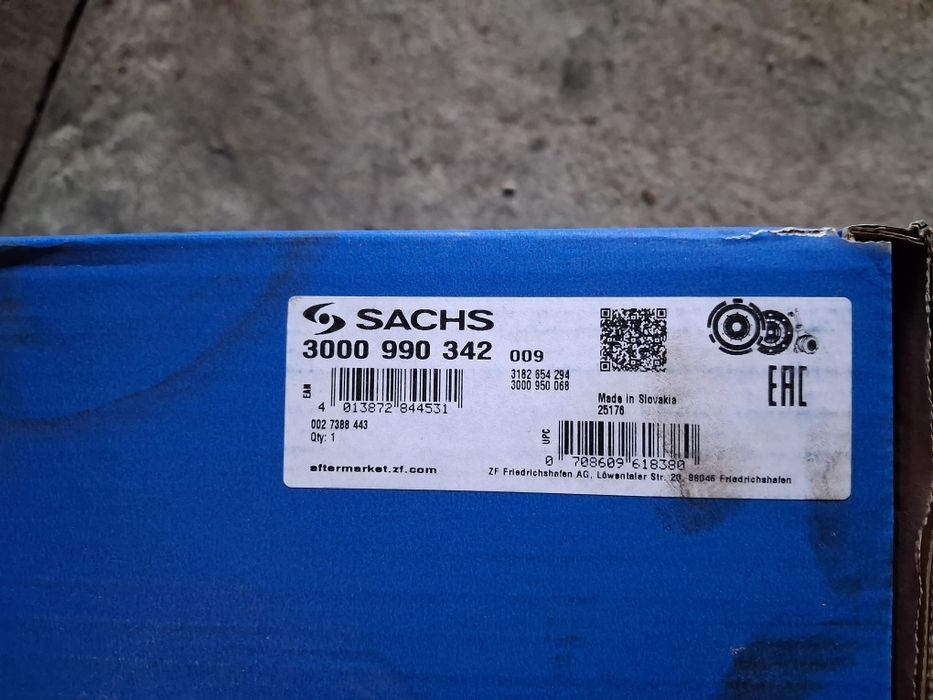 SACHS
3000 990 342 009
3182 654 294
3000 950 068
EAN
4 013872 844531
002 7388 443
Qty: 1
aftermarket.zf.com
Made in Slovakia
25176
EAC
UPC
0 708609 618380
ZF Friedrichshafen AG, Löwentaler Str. 20, 88046 Friedrichshafen